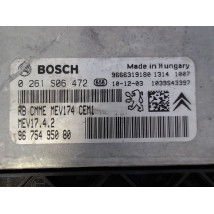 BOSCH
Made in Hungary
9666319180 1314 1007
0 261 S06 472
10-12-03 1039S43397
RB CMME MEV174 CEM1
MEV17.4.2
96 754 950 80